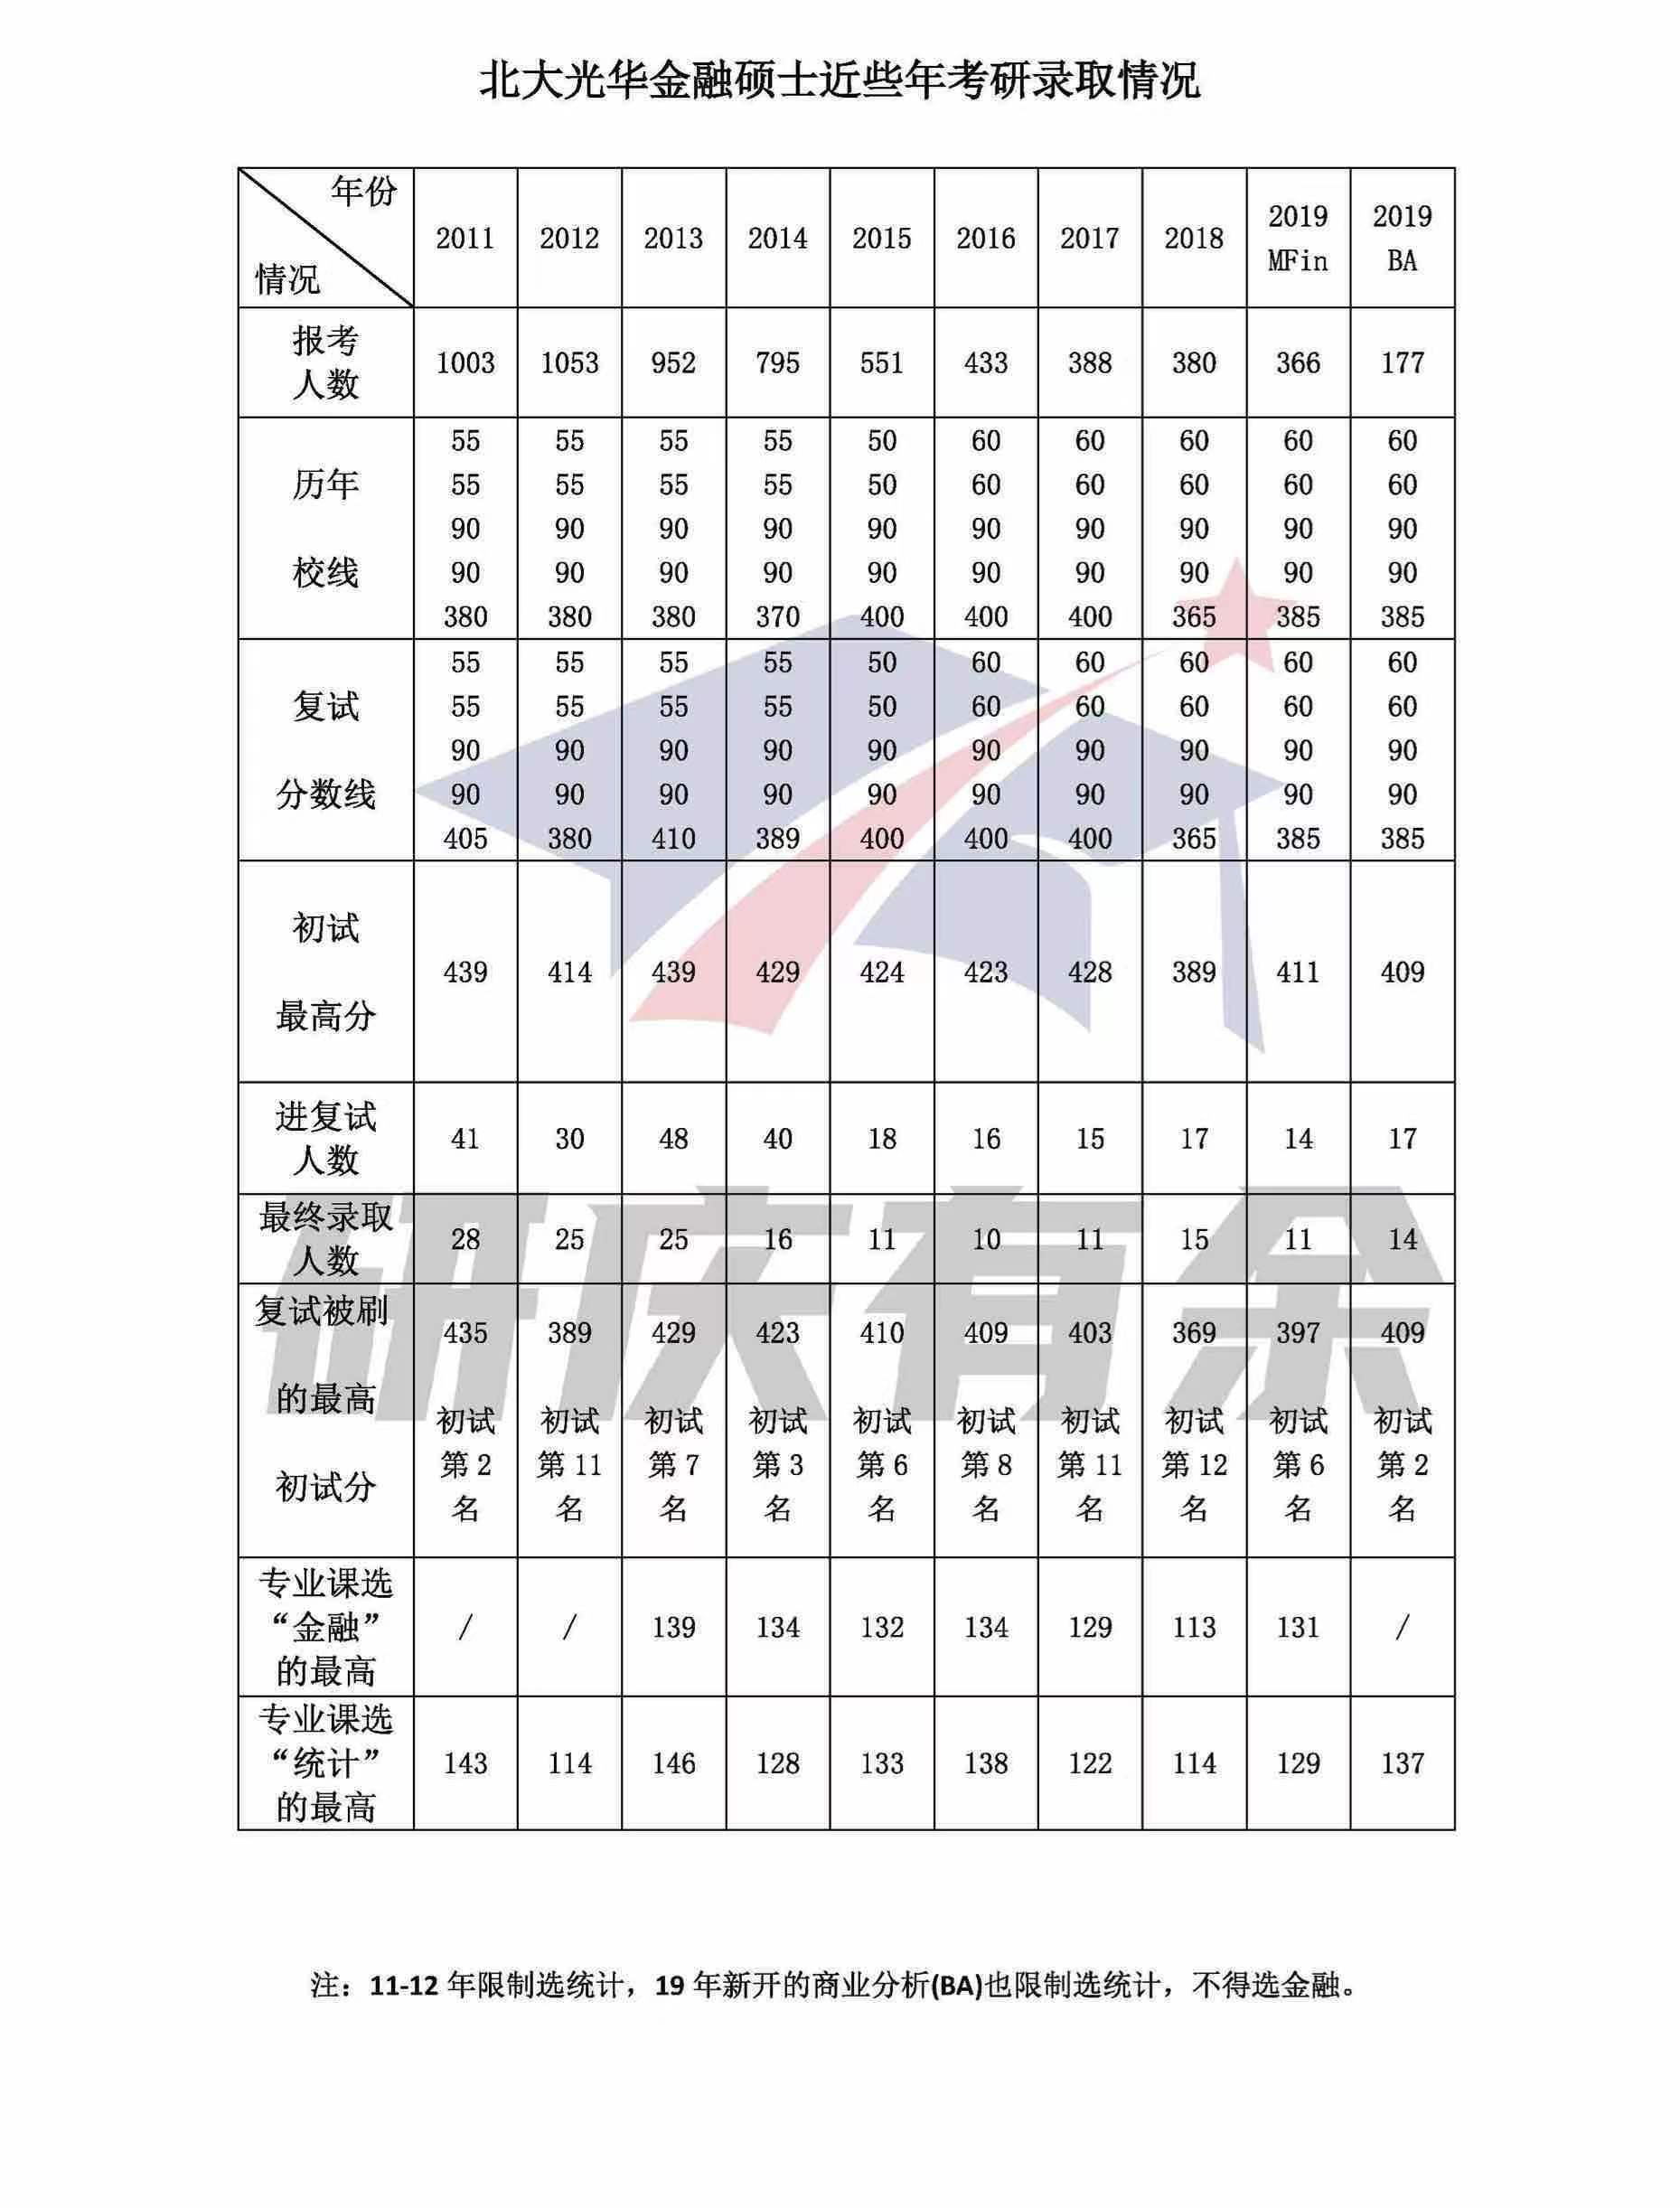 北大光华金融硕士近些年考研录取情况
年份
情况
2011 2012 2013 2014 2015 2016 2017 2018 2019 MFin 2019 BA
报考
人数
1003 1053 952 795 551 433 388 380 366 177
历年
校线
55 55 55 55 50 60 60 60 60 60
55 55 55 55 50 60 60 60 60 60
90 90 90 90 90 90 90 90 90 90
90 90 90 90 90 90 90 90 90 90
380 380 380 370 400 400 400 365 385 385
复试
分数线
55 55 55 55 50 60 60 60 60 60
55 55 55 55 50 60 60 60 60 60
90 90 90 90 90 90 90 90 90 90
90 90 90 90 90 90 90 90 90 90
405 380 410 389 400 400 400 365 385 385
初试
最高分
439 414 439 429 424 423 428 389 411 409
进复试
人数
41 30 48 40 18 16 15 17 14 17
最终录取
人数
28 25 25 16 11 10 11 15 11 14
复试被刷
的最高
初试分
435 389 429 423 410 409 403 369 397 409
初试 初试 初试 初试 初试 初试 初试 初试 初试 初试
第 2 第 11 第 7 第 3 第 6 第 8 第 11 第 12 第 6 第 2
名 名 名 名 名 名 名 名 名 名
专业课选
“金融”
的最高
/ / 139 134 132 134 129 113 131 /
专业课选
“统计”
的最高
143 114 146 128 133 138 122 114 129 137
研庆有余
注：11-12 年限制选统计，19 年新开的商业分析(BA)也限制选统计，不得选金融。